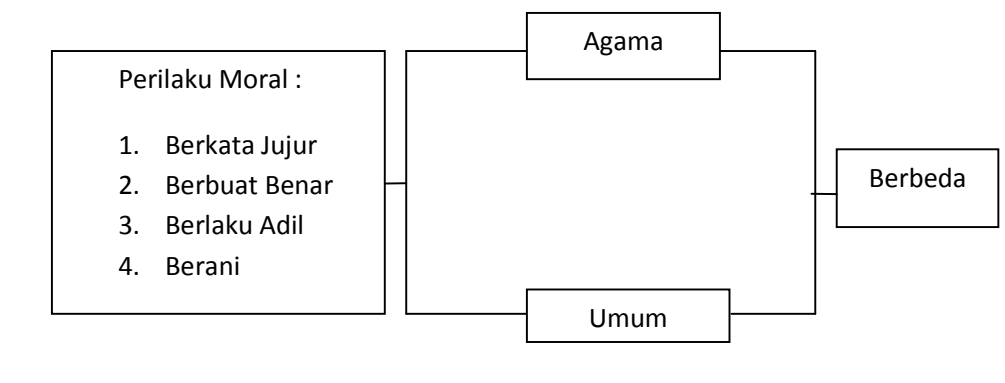 Perilaku Moral :
1. Berkata Jujur
2. Berbuat Benar
3. Berlaku Adil
4. Berani
Agama
Umum
Berbeda